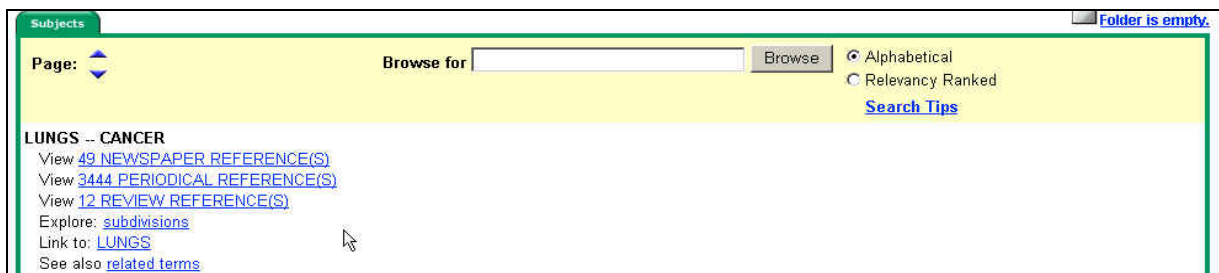 Subjects
Folder is empty.
Page:
Browse for
Browse
Alphabetical
Relevancy Ranked
Search Tips
LUNGS -- CANCER
View 49 NEWSPAPER REFERENCE(S)
View 3444 PERIODICAL REFERENCE(S)
View 12 REVIEW REFERENCE(S)
Explore: subdivisions
Link to: LUNGS
See also related terms